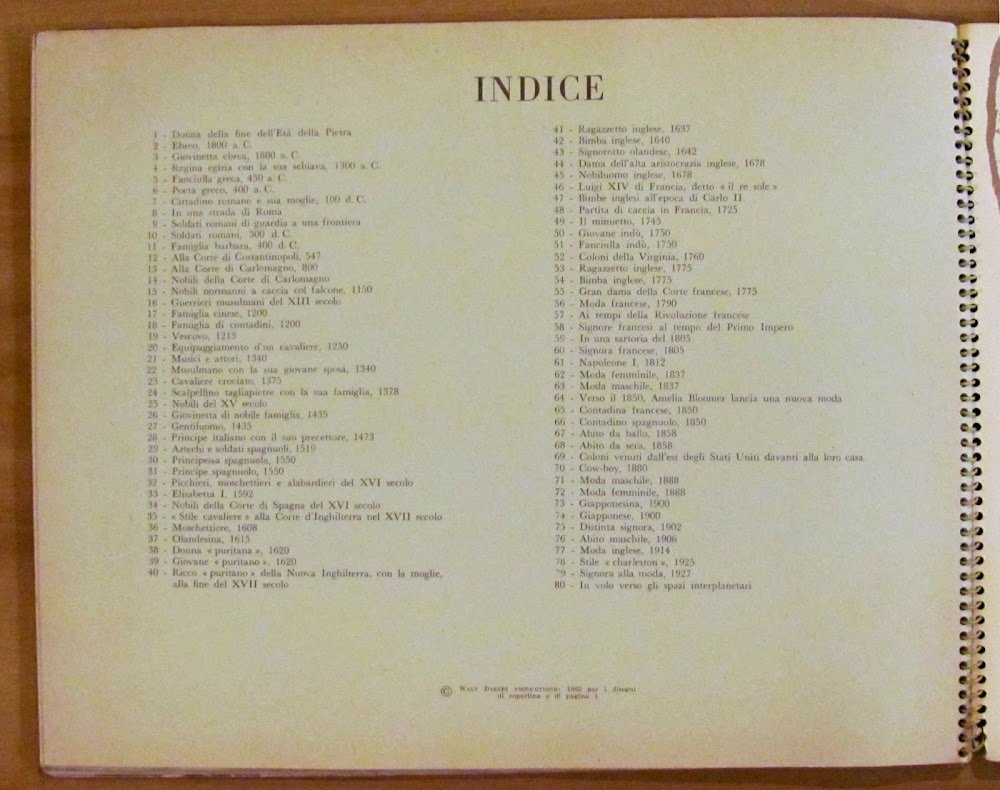 INDICE
1 - Donna della fine dell'Età della Pietra
2 - Ebreo, 1800 a. C.
3 - Giovinetta ebrea, 1800 a. C.
4 - Regina egizia con la sua schiava, 1300 a. C.
5 - Fanciulla greca, 450 a. C.
6 - Poeta greco, 400 a. C.
7 - Cittadino romano e sua moglie, 100 d. C.
8 - In una strada di Roma
9 - Soldati romani di guardia a una frontiera
10 - Soldati romani, 300 d. C.
11 - Famiglia barbara, 400 d. C.
12 - Alla Corte di Costantinopoli, 547
13 - Alla Corte di Carlomagno, 800
14 - Nobili della Corte di Carlomagno
15 - Nobili normanni a caccia col falcone, 1150
16 - Guerrieri musulmani del XIII secolo
17 - Famiglia cinese, 1200
18 - Famiglia di contadini, 1200
19 - Vescovo, 1215
20 - Equipaggiamento d'un cavaliere, 1250
21 - Musici e attori, 1340
22 - Musulmano con la sua giovane sposa, 1340
23 - Cavaliere crociato, 1375
24 - Scalpellino tagliapietre con la sua famiglia, 1378
25 - Nobili del XV secolo
26 - Giovinetta di nobile famiglia, 1435
27 - Gentiluomo, 1435
28 - Principe italiano con il suo precettore, 1473
29 - Aztechi e soldati spagnuoli, 1519
30 - Principessa spagnuola, 1550
31 - Principe spagnuolo, 1550
32 - Picchieri, moschettieri e alabardieri del XVI secolo
33 - Elisabetta I, 1592
34 - Nobili della Corte di Spagna del XVI secolo
35 - « Stile cavaliere » alla Corte d'Inghilterra nel XVII secolo
36 - Moschettiere, 1608
37 - Olandesina, 1615
38 - Donna « puritana », 1620
39 - Giovane « puritano », 1620
40 - Ricco « puritano » della Nuova Inghilterra, con la moglie,
alla fine del XVII secolo
41 - Ragazzetto inglese, 1637
42 - Bimba inglese, 1640
43 - Signorotto olandese, 1642
44 - Dama dell'alta aristocrazia inglese, 1678
45 - Nobiluomo inglese, 1678
46 - Luigi XIV di Francia, detto « il re sole »
47 - Bimbe inglesi all'epoca di Carlo II
48 - Partita di caccia in Francia, 1725
49 - Il minuetto, 1745
50 - Giovane indù, 1750
51 - Fanciulla indù, 1750
52 - Coloni della Virginia, 1760
53 - Ragazzetto inglese, 1775
54 - Bimba inglese, 1775
55 - Gran dama della Corte francese, 1775
56 - Moda francese, 1790
57 - Ai tempi della Rivoluzione francese
58 - Signore francesi al tempo del Primo Impero
59 - In una sartoria del 1805
60 - Signora francese, 1805
61 - Napoleone I, 1812
62 - Moda femminile, 1837
63 - Moda maschile, 1837
64 - Verso il 1850, Amelia Bloomer lancia una nuova moda
65 - Contadina francese, 1850
66 - Contadino spagnuolo, 1850
67 - Abito da ballo, 1858
68 - Abito da sera, 1858
69 - Coloni venuti dall'est degli Stati Uniti davanti alla loro casa
70 - Cow-boy, 1880
71 - Moda maschile, 1888
72 - Moda femminile, 1888
73 - Giapponesina, 1900
74 - Giapponese, 1900
75 - Distinta signora, 1902
76 - Abito maschile, 1906
77 - Moda inglese, 1914
78 - Stile « charleston », 1925
79 - Signora alla moda, 1927
80 - In volo verso gli spazi interplanetari
© WALT DISNEY PRODUCTIONS; 1962 per i disegni
di copertina e di pagina 1